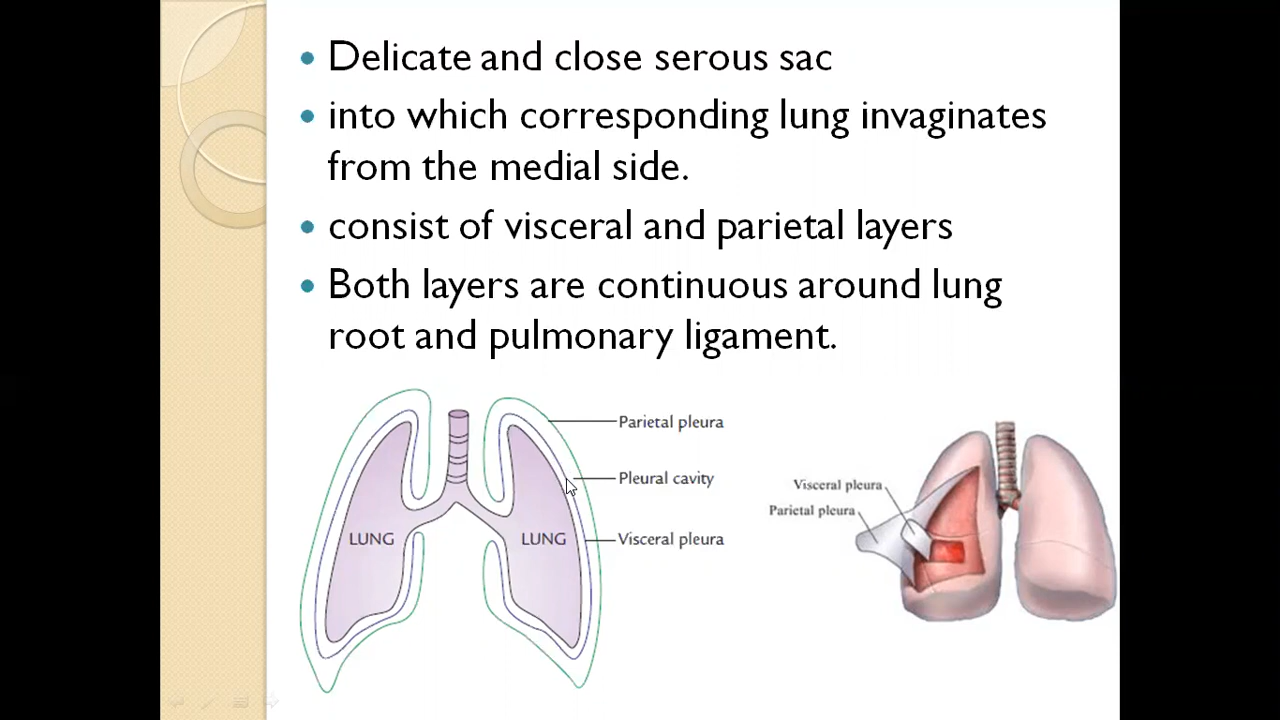 • Delicate and close serous sac
• into which corresponding lung invaginates
from the medial side.
• consist of visceral and parietal layers
• Both layers are continuous around lung
root and pulmonary ligament.
Parietal pleura
Pleural cavity
LUNG
LUNG
Visceral pleura
Visceral pleura
Parietal pleura